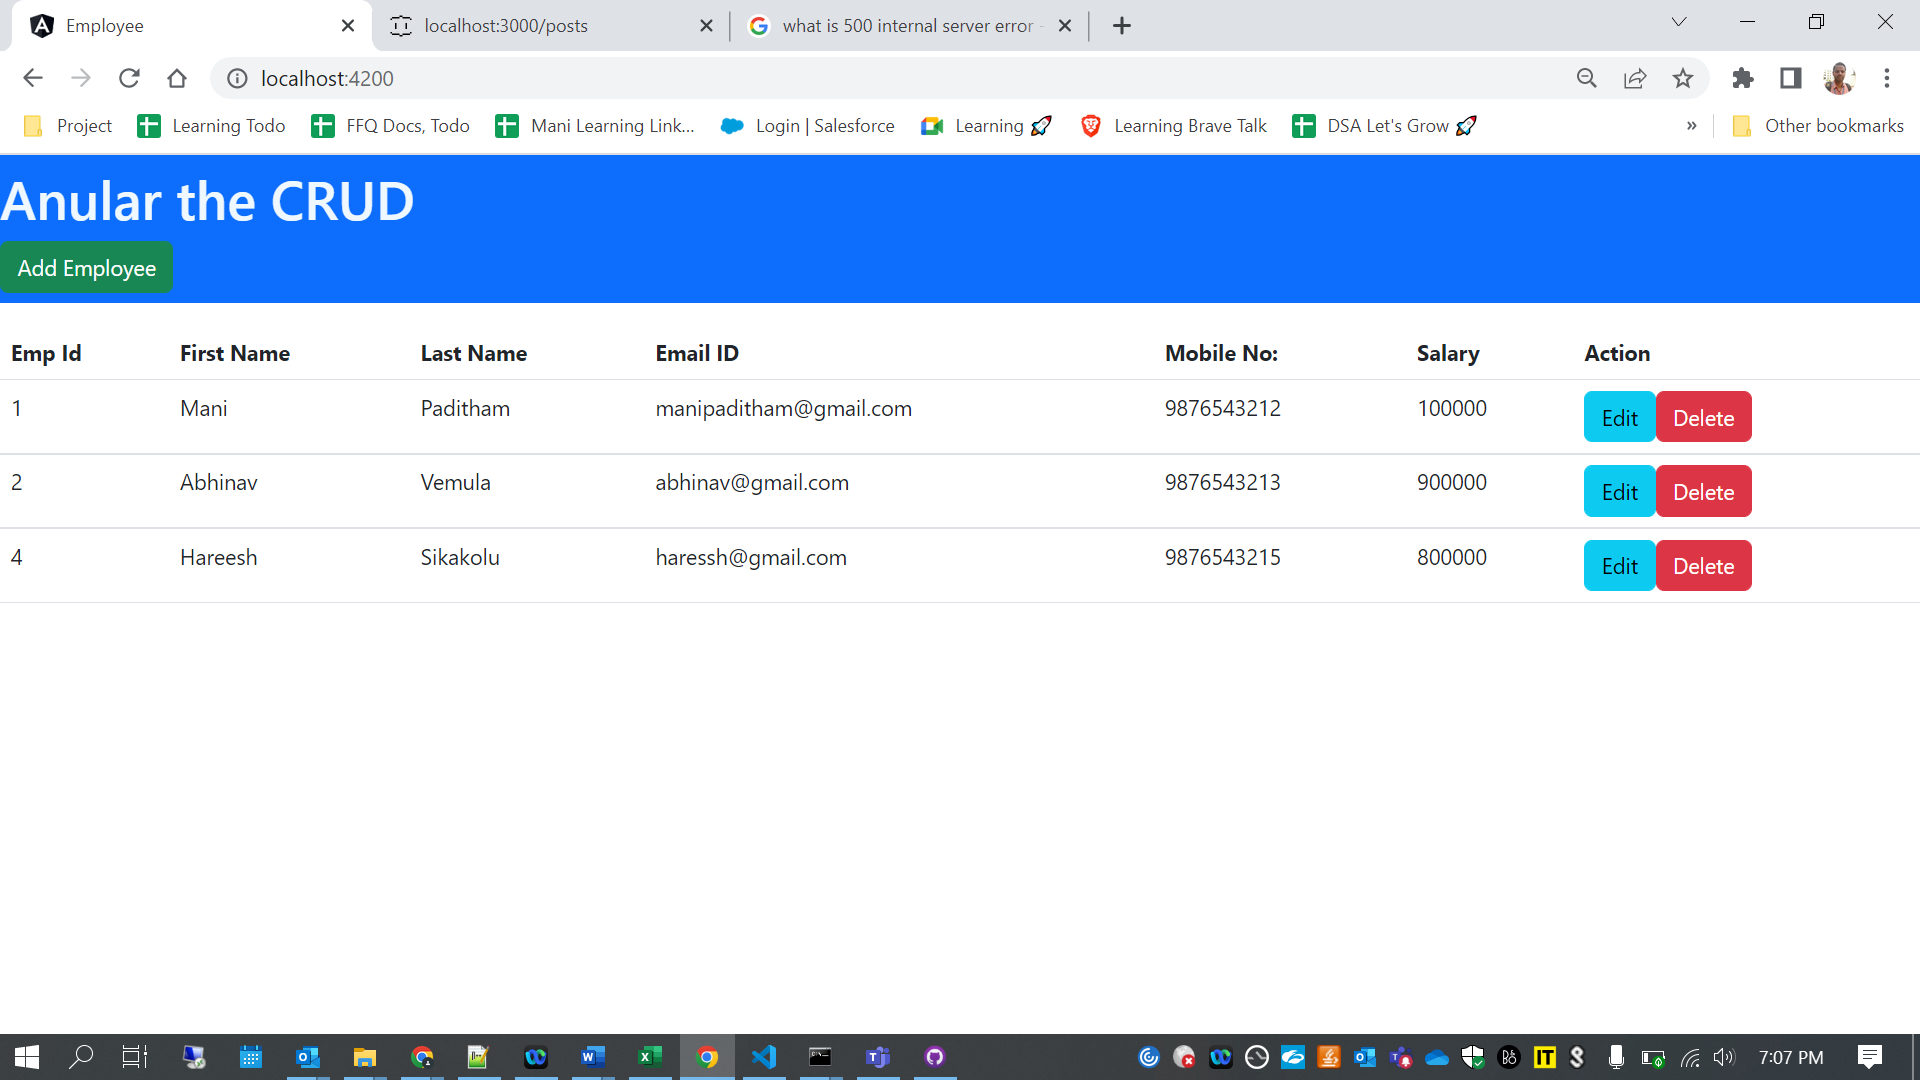 Employee
localhost:3000/posts
what is 500 internal server error -
localhost:4200
Project
Learning Todo
FFQ Docs, Todo
Mani Learning Link...
Login | Salesforce
Learning 🚀
Learning Brave Talk
DSA Let's Grow 🚀
»
Other bookmarks
Anular the CRUD
Add Employee
Emp Id First Name Last Name Email ID Mobile No: Salary Action
1 Mani Paditham manipaditham@gmail.com 9876543212 100000 Edit Delete
2 Abhinav Vemula abhinav@gmail.com 9876543213 900000 Edit Delete
4 Hareesh Sikakolu haressh@gmail.com 9876543215 800000 Edit Delete
7:07 PM